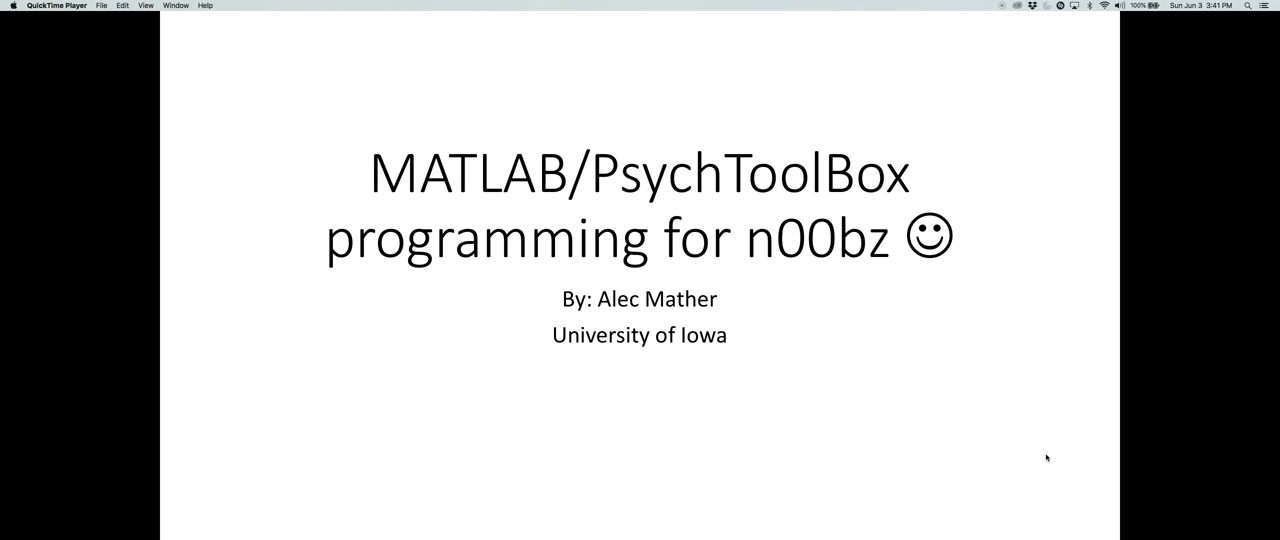 QuickTime Player File Edit View Window Help 100% Sun Jun 3 3:41 PM
MATLAB/PsychToolBox
programming for n00bz ☺
By: Alec Mather
University of Iowa